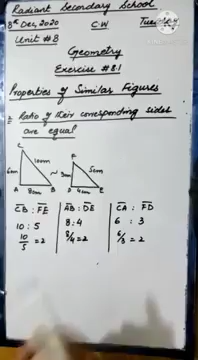 Radiant Secondary School
8th Dec, 2020 C.W Tuesday
Unit #8
Geometry
Exercise #8.1
Properties of Similar Figures
Ratio of their corresponding sides
are equal
C
10cm
6cm
A 8cm B
~
F
3cm
5cm
D 4cm E
CB : FE
10 : 5
10/5 = 2
AB : DE
8 : 4
8/4 = 2
CA : FD
6 : 3
6/3 = 2